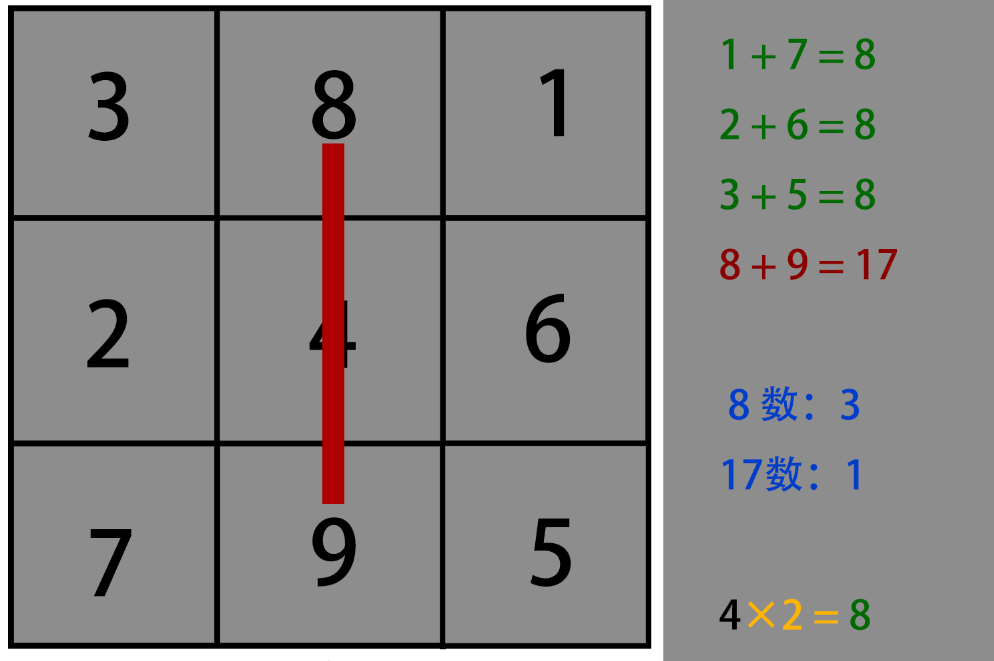 3 8 1
2 4 6
7 9 5
1 + 7 = 8
2 + 6 = 8
3 + 5 = 8
8 + 9 = 17
8 数： 3
17数： 1
4×2 = 8